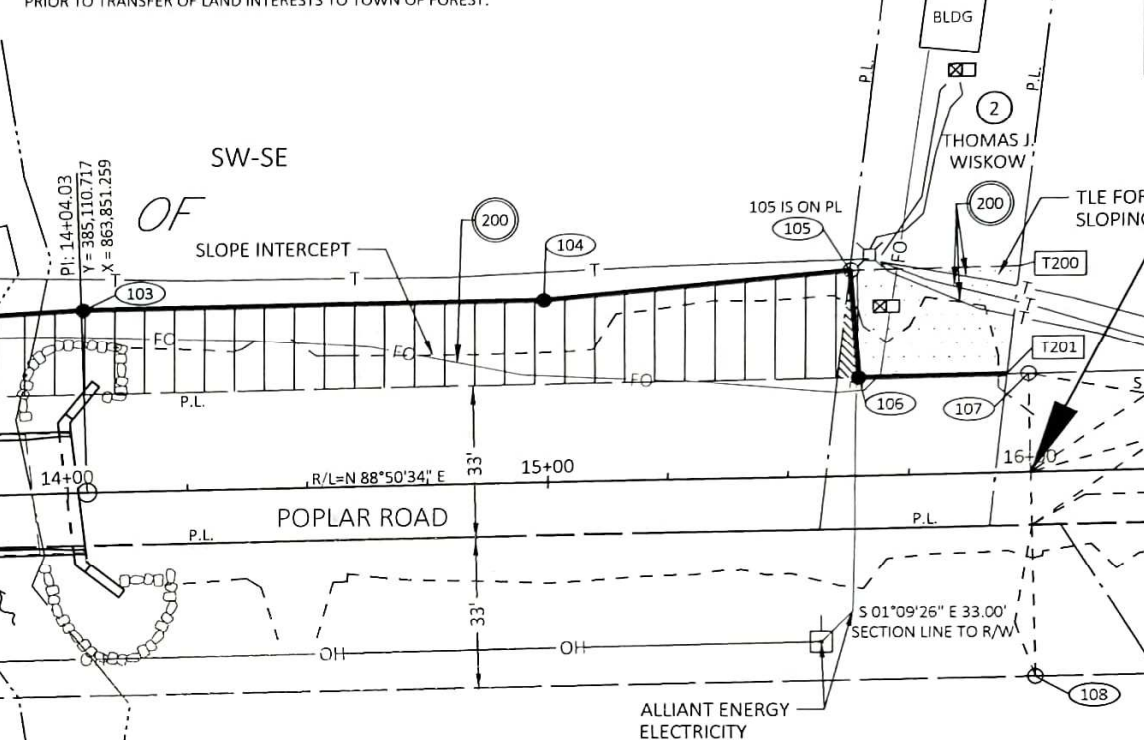 PRIOR TO TRANSFER OF LAND INTERESTS TO TOWN OF FOREST.
BLDG
P.L.
P.L.
2
THOMAS J.
WISKOW
SW-SE
OF
PI: 14+04.03
Y = 385,110.717
X = 863,851.259
SLOPE INTERCEPT
200
104
105 IS ON PL
105
200
TLE FOR
SLOPING
T200
103
T
T
T
FO
T
T
T
FO
FO
FO
T201
P.L.
106
107
S
14+00
33'
R/L=N 88°50'34" E
15+00
POPLAR ROAD
P.L.
P.L.
33'
S 01°09'26" E 33.00'
SECTION LINE TO R/W
OH
OH
108
ALLIANT ENERGY
ELECTRICITY